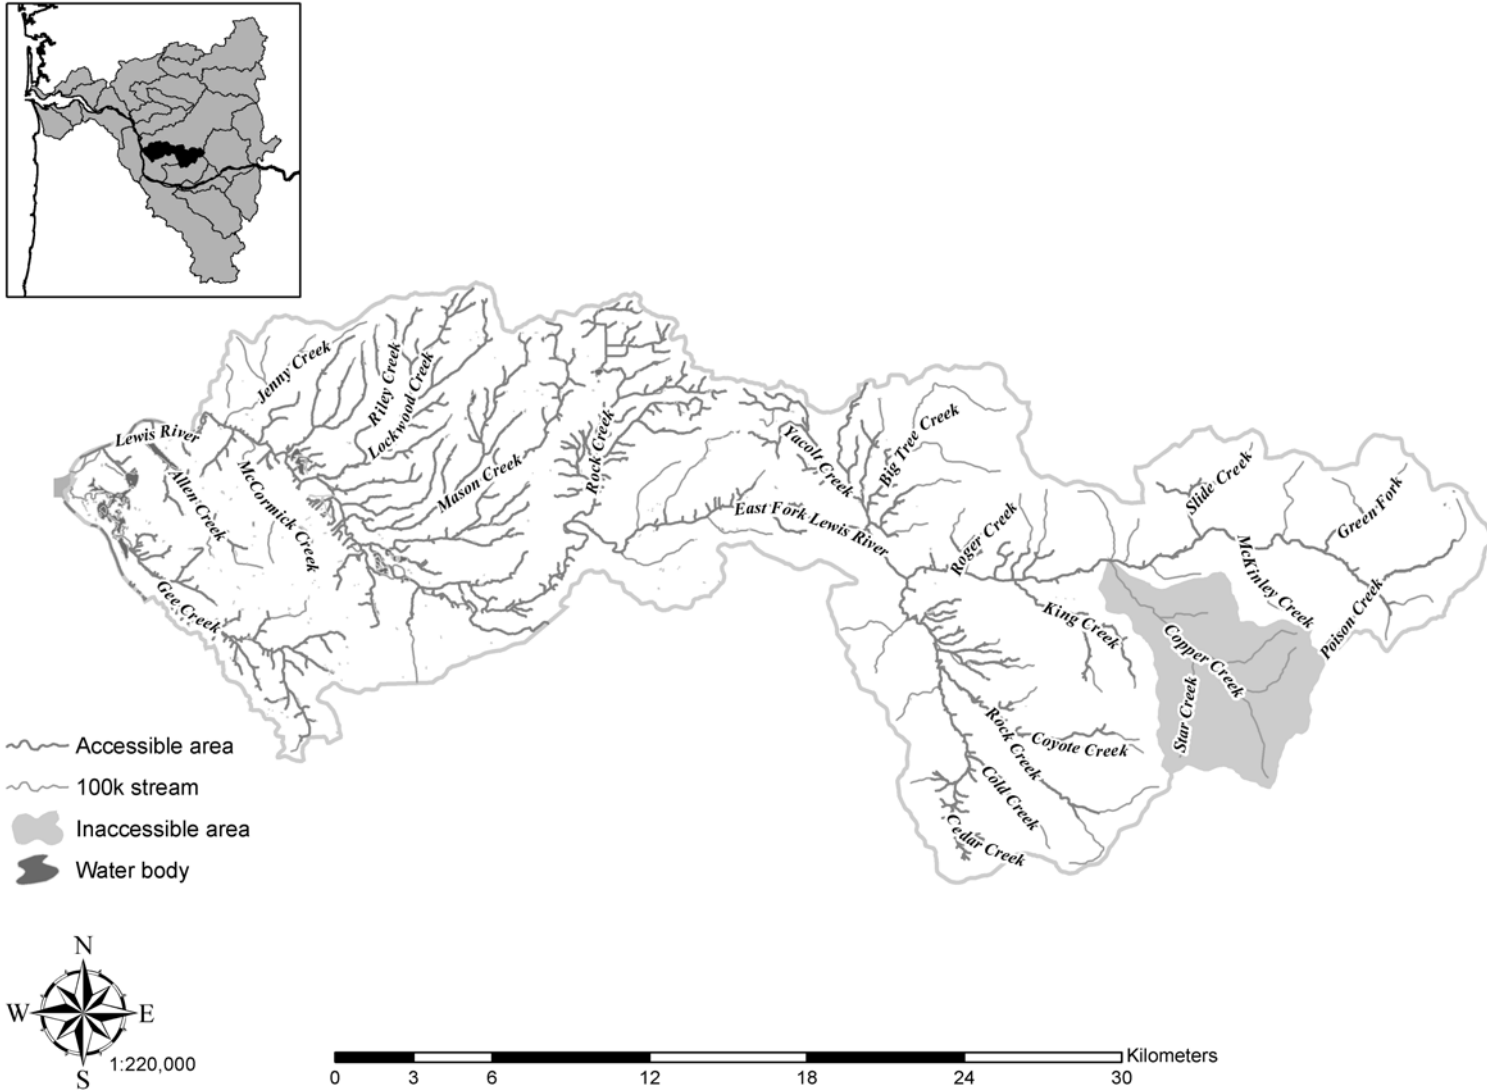 Jenny Creek
Riley Creek
Lockwood Creek
Lewis River
Allen Creek
McCormick Creek
Mason Creek
Rock Creek
Yacolt Creek
Big Tree Creek
East Fork Lewis River
Roger Creek
Slide Creek
Green Fork
McKinley Creek
Poison Creek
King Creek
Copper Creek
Star Creek
Gee Creek
Rock Creek
Coyote Creek
Cold Creek
Cedar Creek
Accessible area
100k stream
Inaccessible area
Water body
N
W
E
S
1:220,000
Kilometers
0 3 6 12 18 24 30